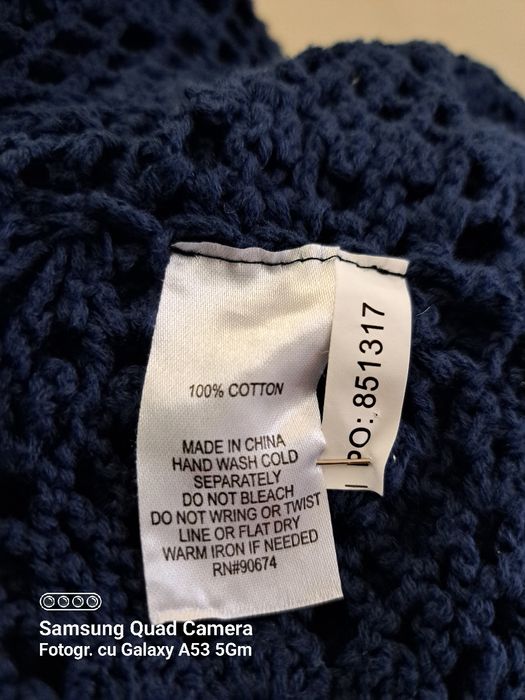 100% COTTON
MADE IN CHINA
HAND WASH COLD
SEPARATELY
DO NOT BLEACH
DO NOT WRING OR TWIST
LINE OR FLAT DRY
WARM IRON IF NEEDED
RN#90674
PO: 851317
Samsung Quad Camera
Fotogr. cu Galaxy A53 5Gm